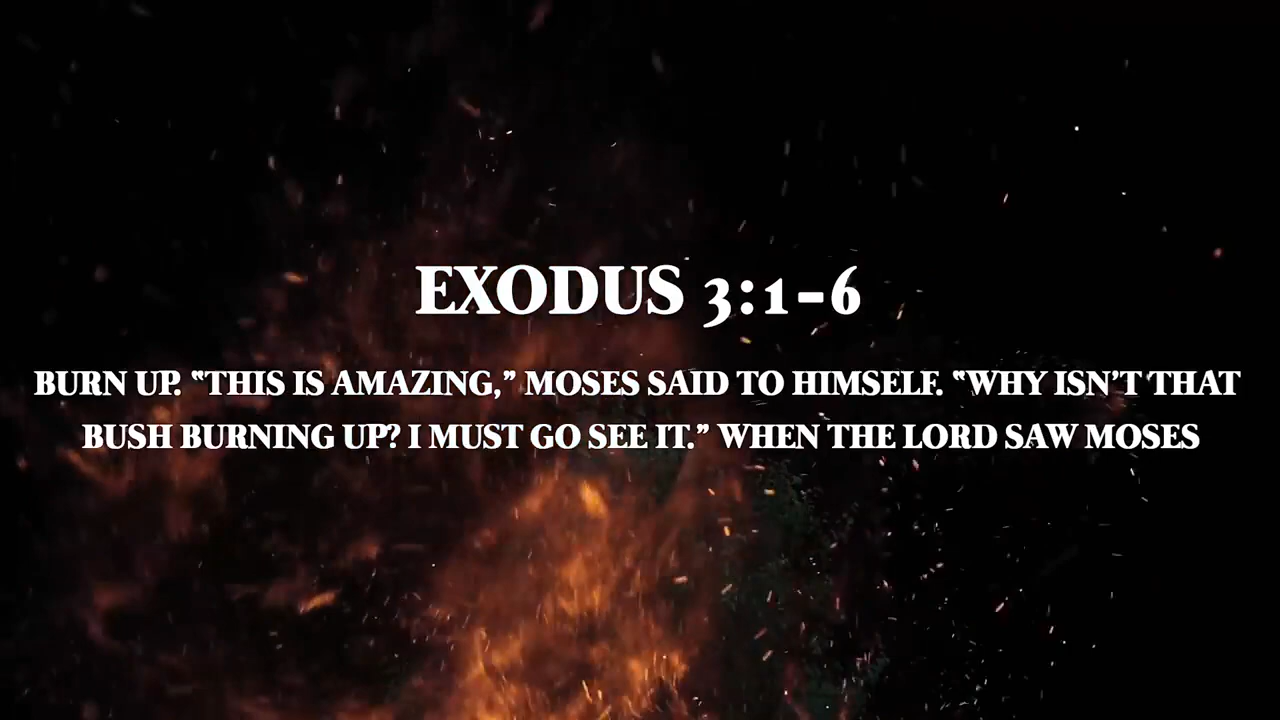 EXODUS 3:1-6
BURN UP. “THIS IS AMAZING,” MOSES SAID TO HIMSELF. “WHY ISN’T THAT
BUSH BURNING UP? I MUST GO SEE IT.” WHEN THE LORD SAW MOSES